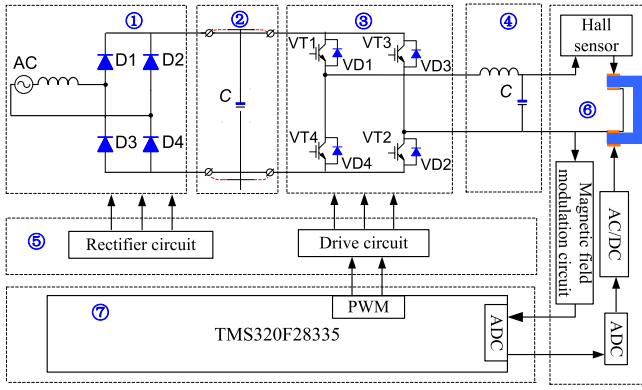 ①
②
③
④
Hall
sensor
AC
D1
D2
D3
D4
C
VT1
VD1
VT3
VD3
VT4
VD4
VT2
VD2
C
⑥
Magnetic field
modulation circuit
AC/DC
⑤
Rectifier circuit
Drive circuit
⑦
PWM
TMS320F28335
ADC
ADC